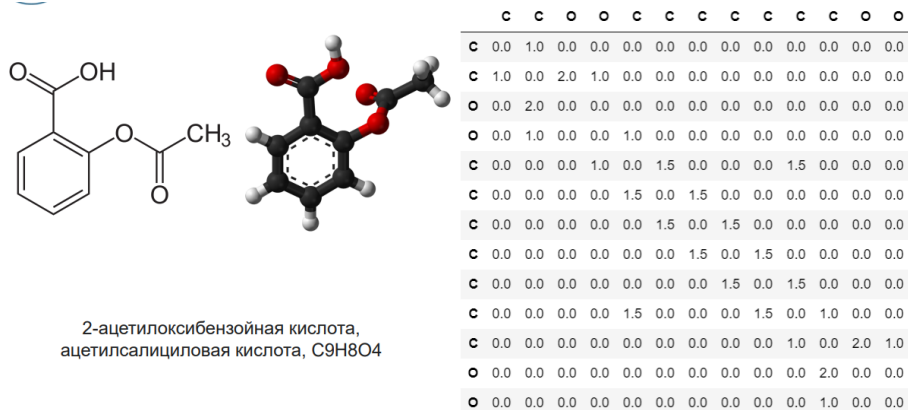 O
OH
O
CH3
O
2-ацетилоксибензойная кислота,
ацетилсалициловая кислота, C9H8O4
C C O O C C C C C C C O O
C 0.0 1.0 0.0 0.0 0.0 0.0 0.0 0.0 0.0 0.0 0.0 0.0 0.0
C 1.0 0.0 2.0 1.0 0.0 0.0 0.0 0.0 0.0 0.0 0.0 0.0 0.0
O 0.0 2.0 0.0 0.0 0.0 0.0 0.0 0.0 0.0 0.0 0.0 0.0 0.0
O 0.0 1.0 0.0 0.0 1.0 0.0 0.0 0.0 0.0 0.0 0.0 0.0 0.0
C 0.0 0.0 0.0 1.0 0.0 1.5 0.0 0.0 0.0 1.5 0.0 0.0 0.0
C 0.0 0.0 0.0 0.0 1.5 0.0 1.5 0.0 0.0 0.0 0.0 0.0 0.0
C 0.0 0.0 0.0 0.0 0.0 1.5 0.0 1.5 0.0 0.0 0.0 0.0 0.0
C 0.0 0.0 0.0 0.0 0.0 0.0 1.5 0.0 1.5 0.0 0.0 0.0 0.0
C 0.0 0.0 0.0 0.0 0.0 0.0 0.0 1.5 0.0 1.5 0.0 0.0 0.0
C 0.0 0.0 0.0 0.0 1.5 0.0 0.0 0.0 1.5 0.0 1.0 0.0 0.0
C 0.0 0.0 0.0 0.0 0.0 0.0 0.0 0.0 0.0 1.0 0.0 2.0 1.0
O 0.0 0.0 0.0 0.0 0.0 0.0 0.0 0.0 0.0 0.0 2.0 0.0 0.0
O 0.0 0.0 0.0 0.0 0.0 0.0 0.0 0.0 0.0 0.0 1.0 0.0 0.0